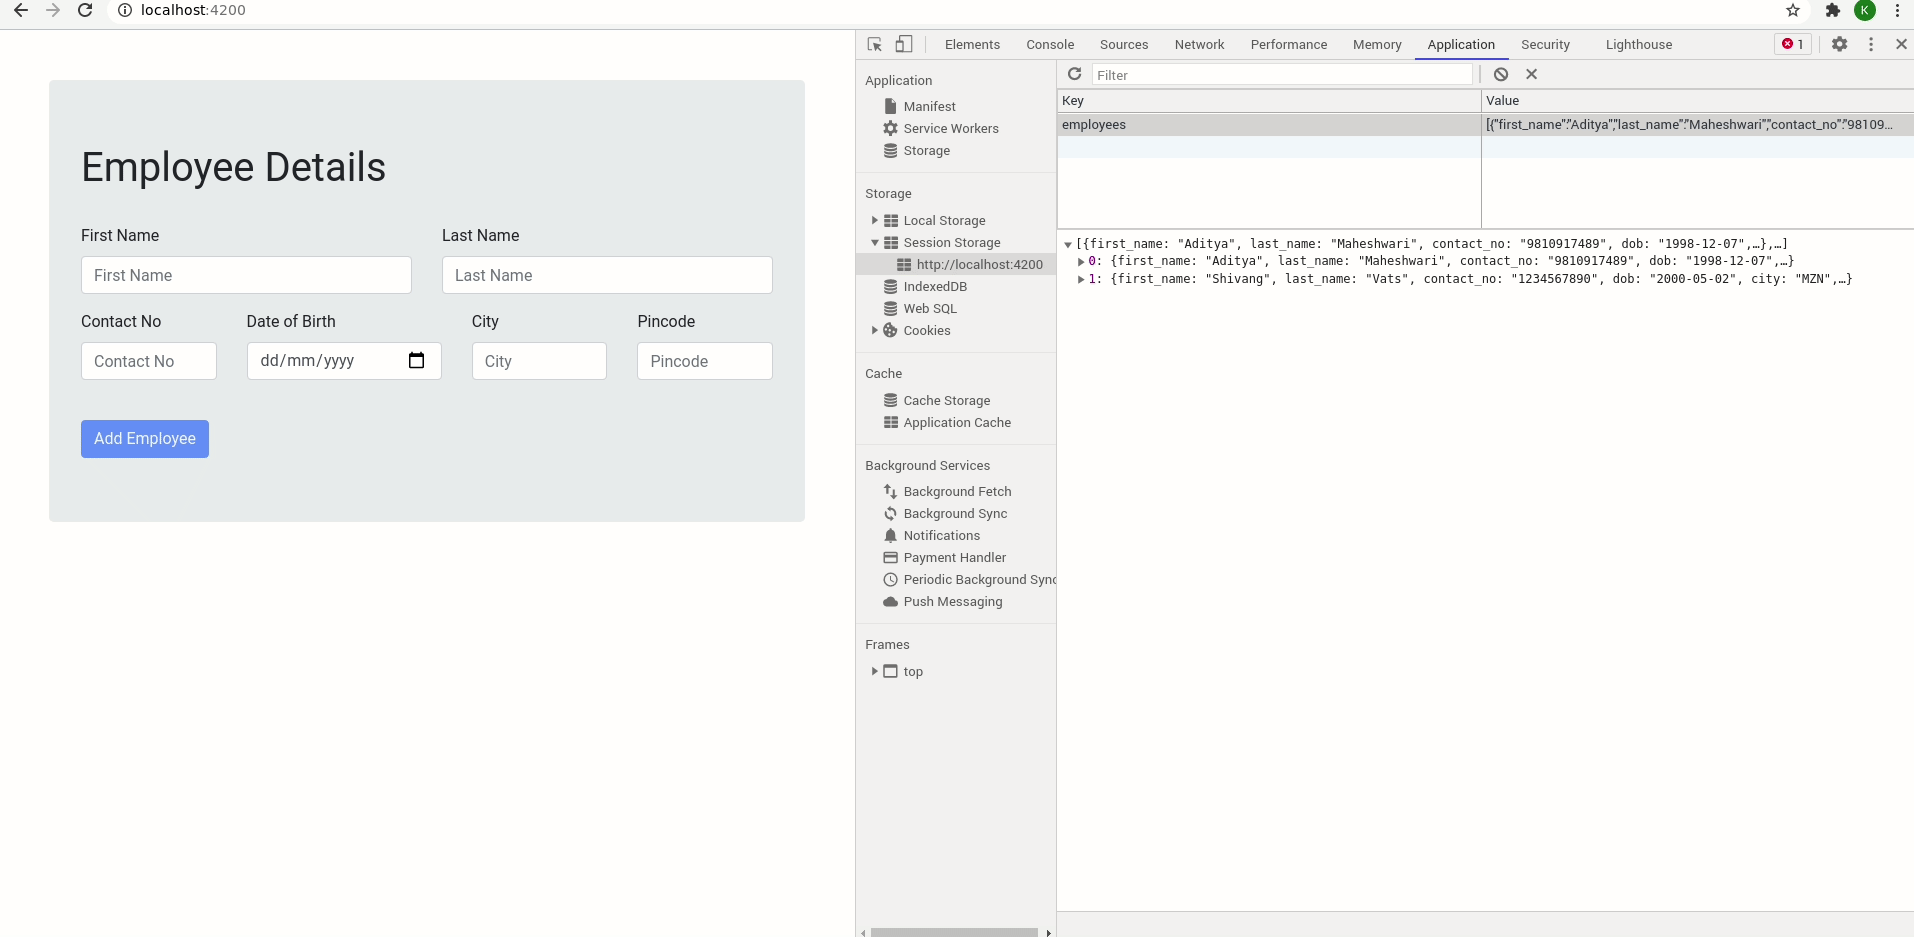 localhost:4200
K
Elements Console Sources Network Performance Memory Application Security Lighthouse 1
Employee Details
First Name Last Name
First Name Last Name
Contact No Date of Birth City Pincode
Contact No dd/mm/yyyy City Pincode
Add Employee
Application
Manifest
Service Workers
Storage
Storage
Local Storage
Session Storage
http://localhost:4200
IndexedDB
Web SQL
Cookies
Cache
Cache Storage
Application Cache
Background Services
Background Fetch
Background Sync
Notifications
Payment Handler
Periodic Background Sync
Push Messaging
Frames
top
Filter
Key Value
employees [{"first_name":"Aditya","last_name":"Maheshwari","contact_no":"98109…
[{first_name: "Aditya", last_name: "Maheshwari", contact_no: "9810917489", dob: "1998-12-07",…},…]
0: {first_name: "Aditya", last_name: "Maheshwari", contact_no: "9810917489", dob: "1998-12-07",…}
1: {first_name: "Shivang", last_name: "Vats", contact_no: "1234567890", dob: "2000-05-02", city: "MZN",…}